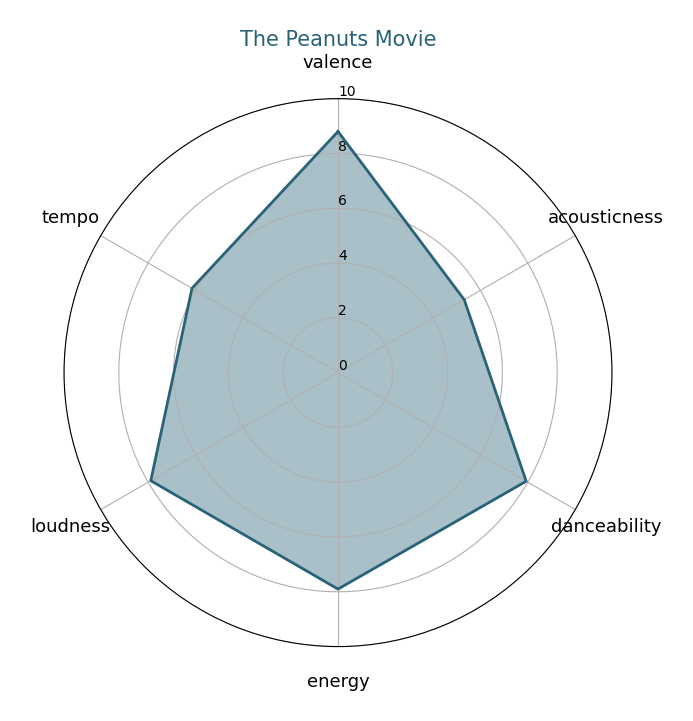 The Peanuts Movie
valence
10
8
6
4
2
0
tempo
acousticness
loudness
danceability
energy